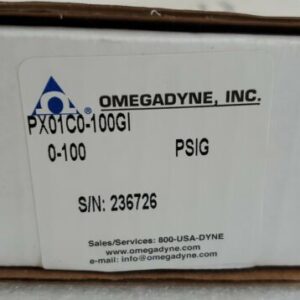 OMEGADYNE, INC.
PX01C0-100GI
0-100 PSIG
S/N: 236726
Sales/Services: 800-USA-DYNE
www.omegadyne.com
e-mail: info@omegadyne.com